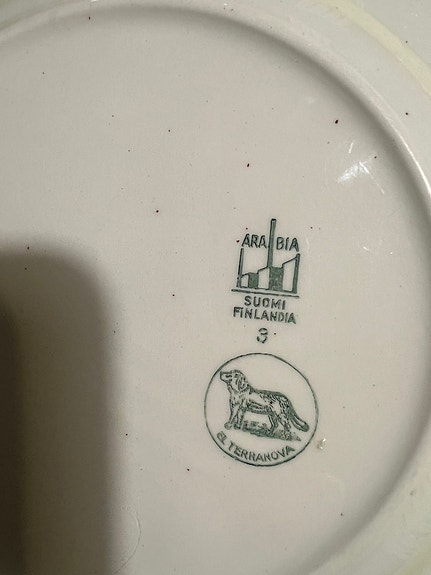 ARABIA
SUOMI
FINLANDIA
3
EL TERRANOVA